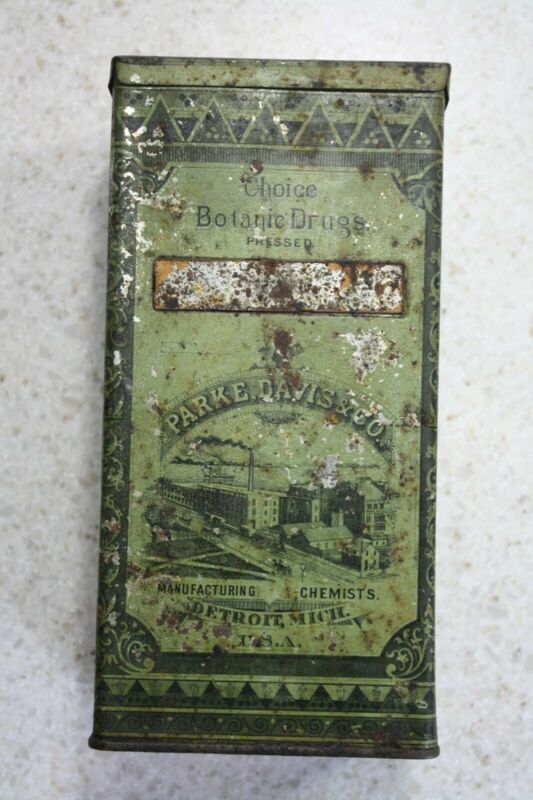 Choice
Botanic Drugs
PRESSED
PARKE, DAVIS & CO.
MANUFACTURING CHEMISTS.
DETROIT, MICH.
U.S.A.